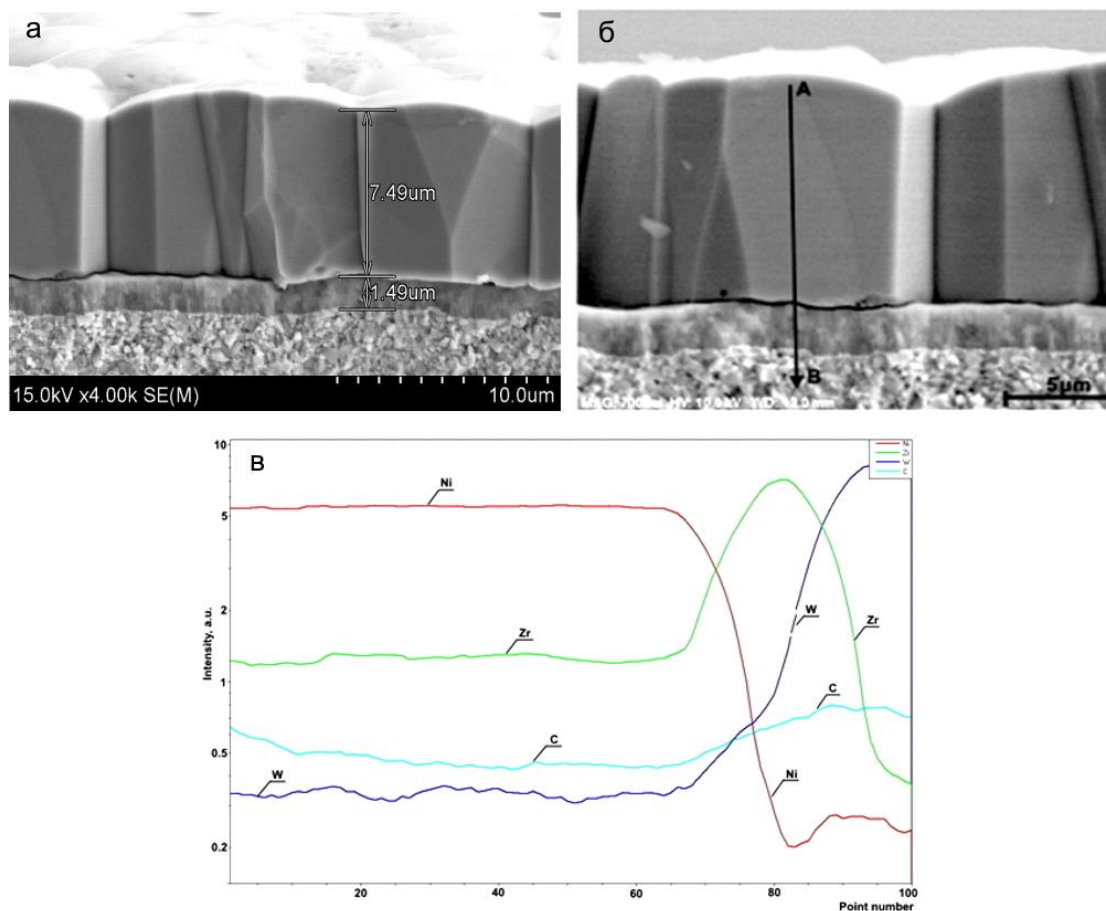 а
7.49um
1.49um
15.0kV x4.00k SE(M)
10.0um
б
A
B
5µm
в
Intensity, a.u.
10
5
2
1
0.5
0.2
Ni
Zr
C
W
W
Zr
C
Ni
Ni
Zr
W
C
20
40
60
80
100
Point number